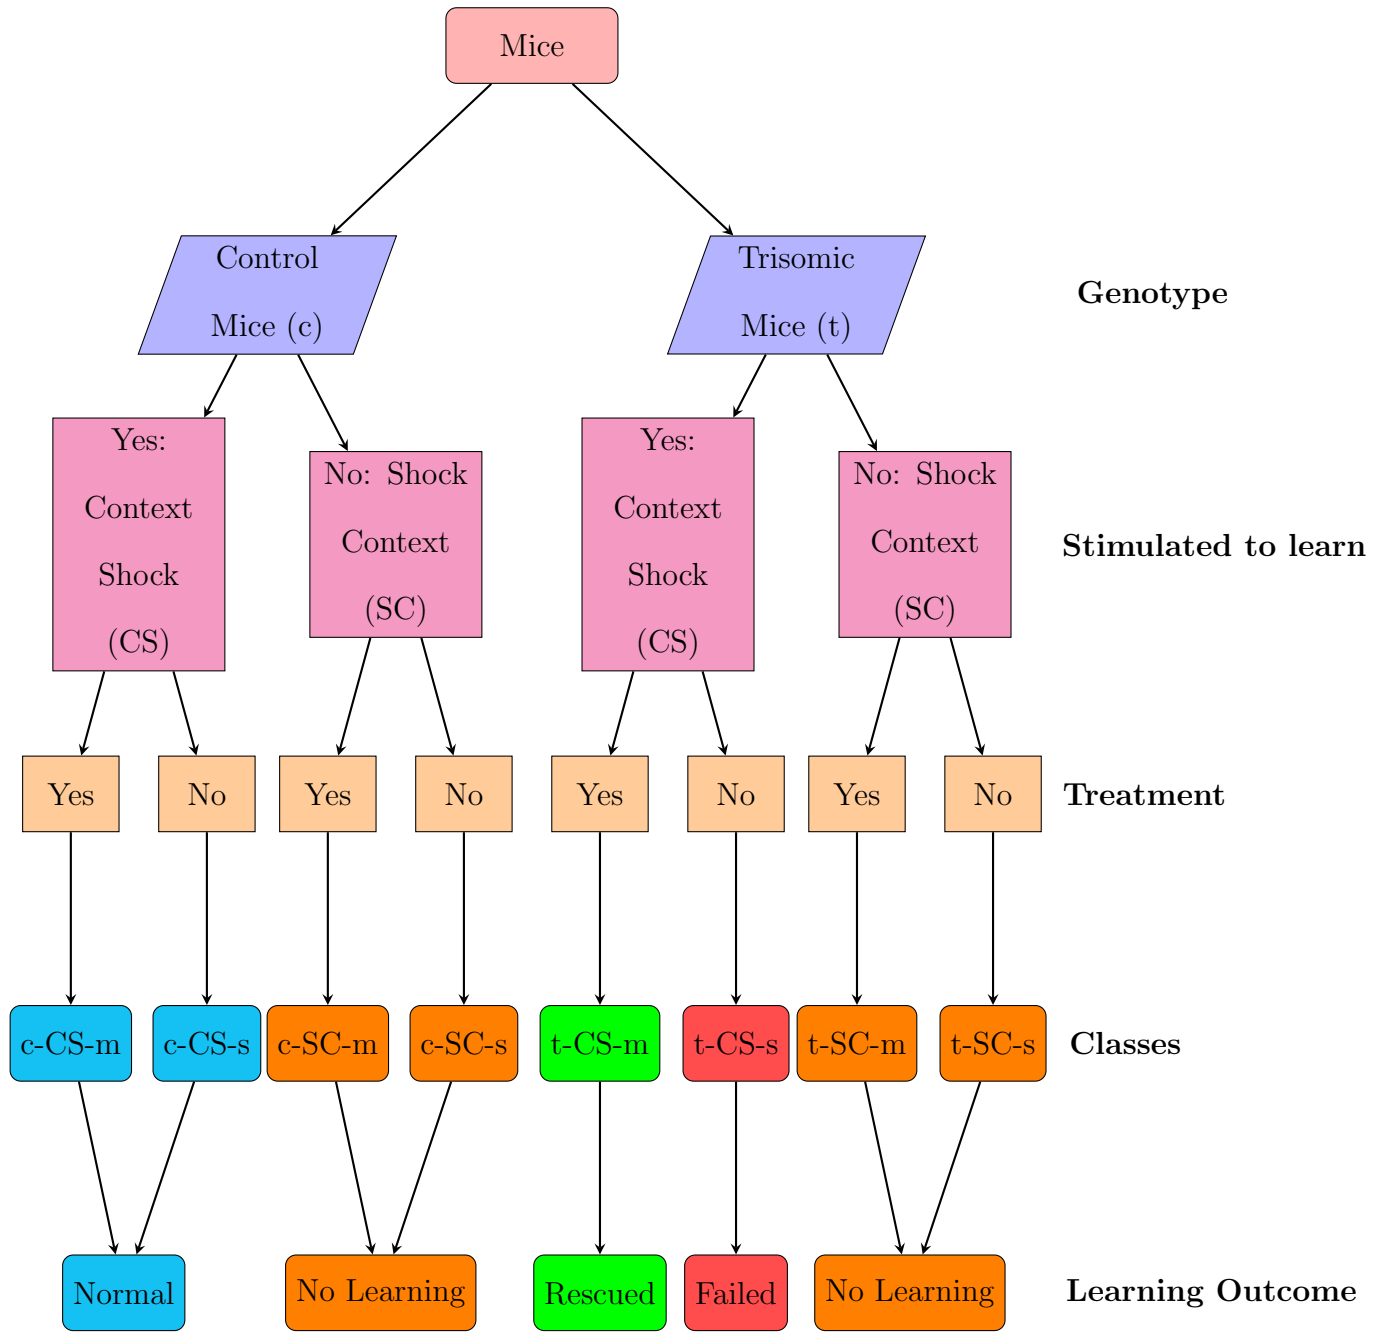 Mice
Control
Mice (c)
Trisomic
Mice (t)
Genotype
Yes:
Context
Shock
(CS)
No: Shock
Context
(SC)
Yes:
Context
Shock
(CS)
No: Shock
Context
(SC)
Stimulated to learn
Yes
No
Yes
No
Yes
No
Yes
No
Treatment
c-CS-m
c-CS-s
c-SC-m
c-SC-s
t-CS-m
t-CS-s
t-SC-m
t-SC-s
Classes
Normal
No Learning
Rescued
Failed
No Learning
Learning Outcome